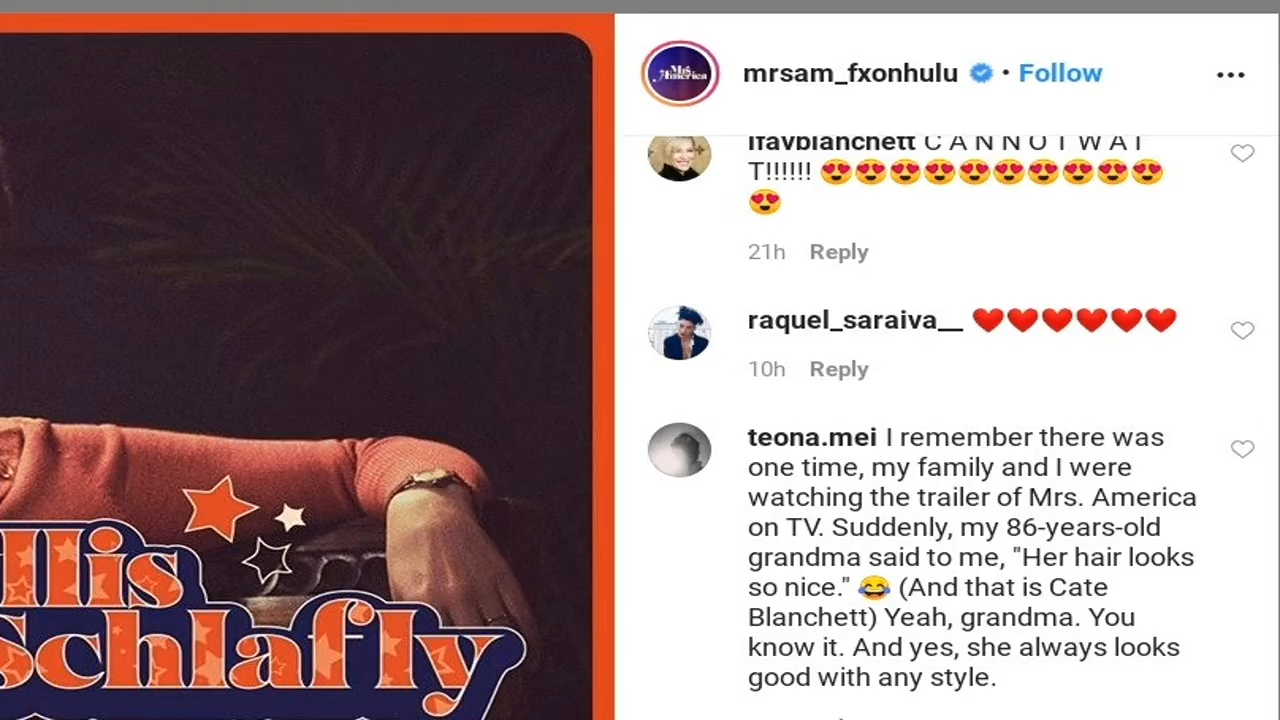 Mrs.
America
mrsam_fxonhulu • Follow
lfavblanchett C A N N O T W A I
T!!!!!! 😍😍😍😍😍😍😍😍😍😍
😍
21h Reply
raquel_saraiva__ ❤️❤️❤️❤️❤️❤️
10h Reply
teona.mei I remember there was
one time, my family and I were
watching the trailer of Mrs. America
on TV. Suddenly, my 86-years-old
grandma said to me, "Her hair looks
so nice." 😂 (And that is Cate
Blanchett) Yeah, grandma. You
know it. And yes, she always looks
good with any style.
llis
Schlafly